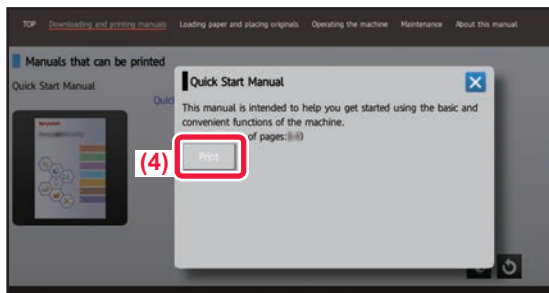 TOP Downloading and printing manuals Loading paper and placing originals Operating the machine Maintenance About this manual
Manuals that can be printed
Quick Start Manual
Quick
SHARP
Quick Start Manual
This manual is intended to help you get started using the basic and
convenient functions of the machine.
of pages:
(4)
Print